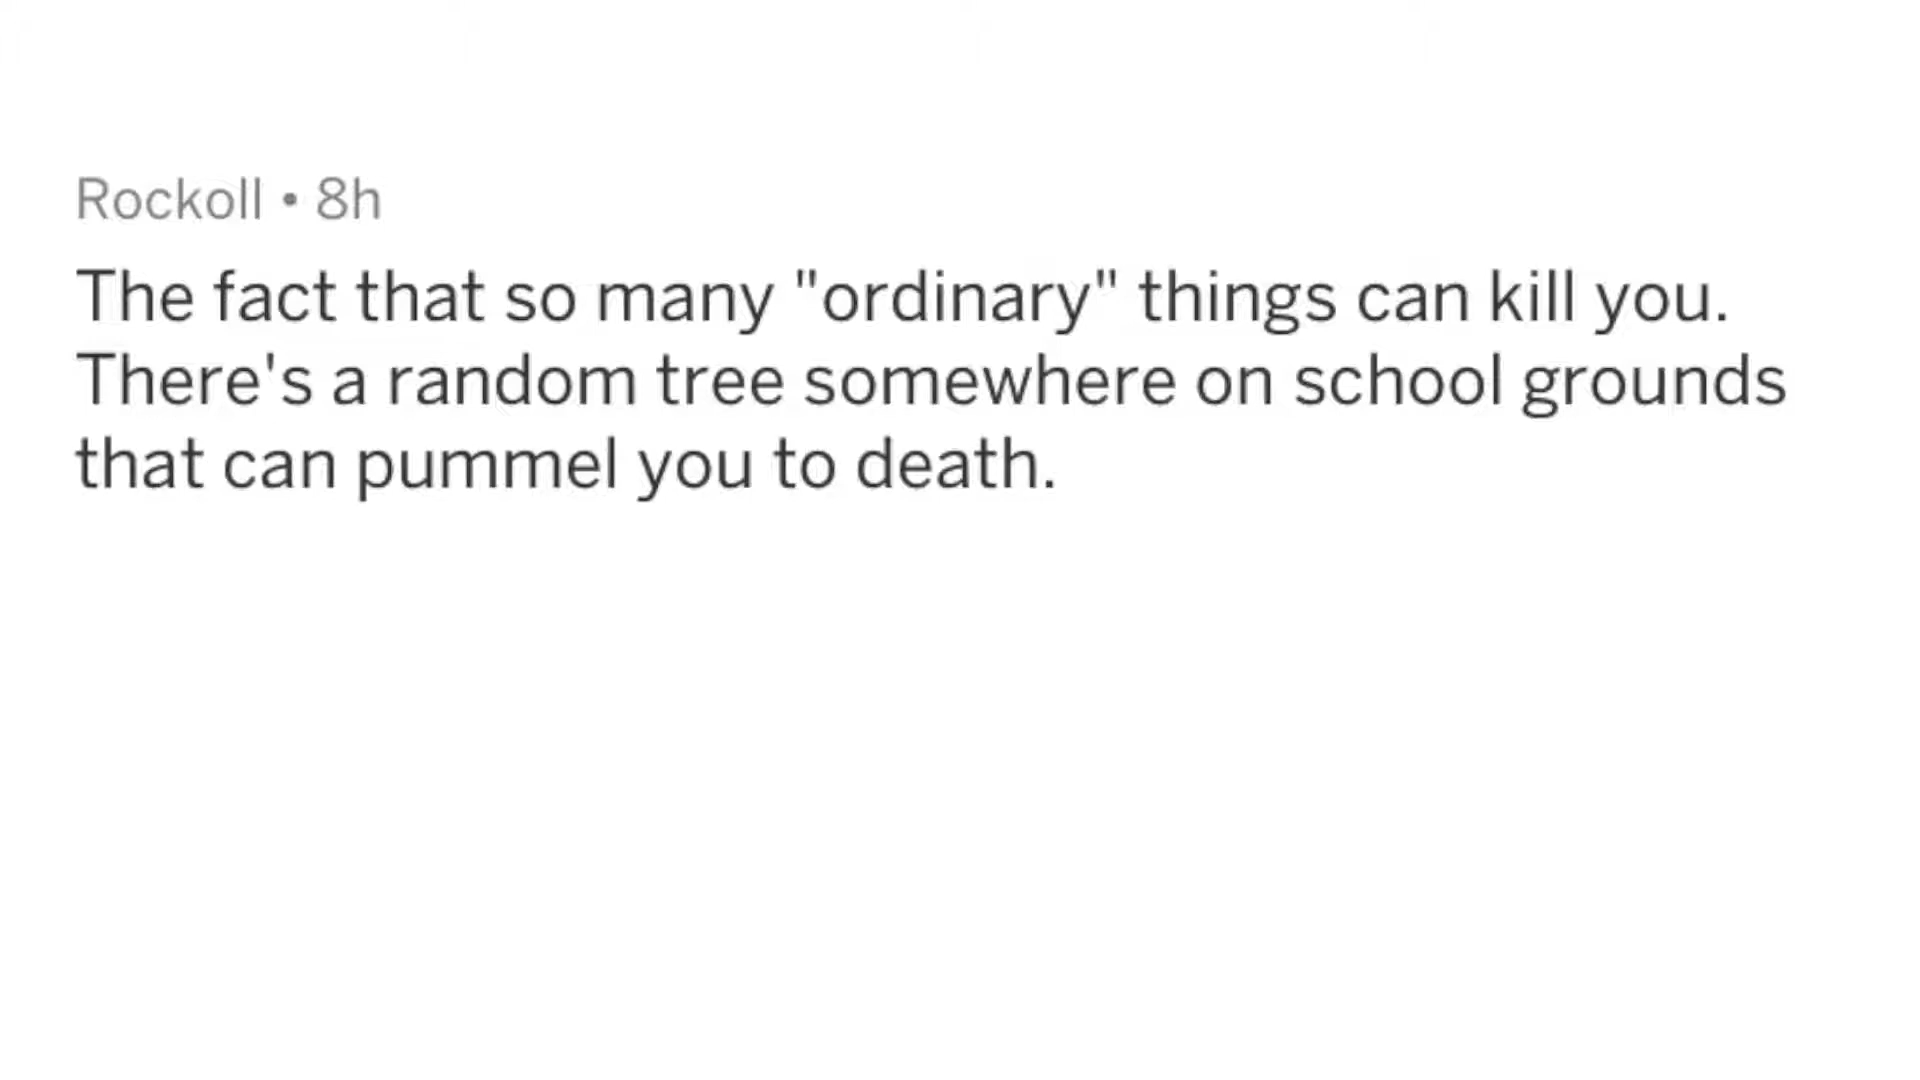 Rockoll • 8h
The fact that so many "ordinary" things can kill you.
There's a random tree somewhere on school grounds
that can pummel you to death.